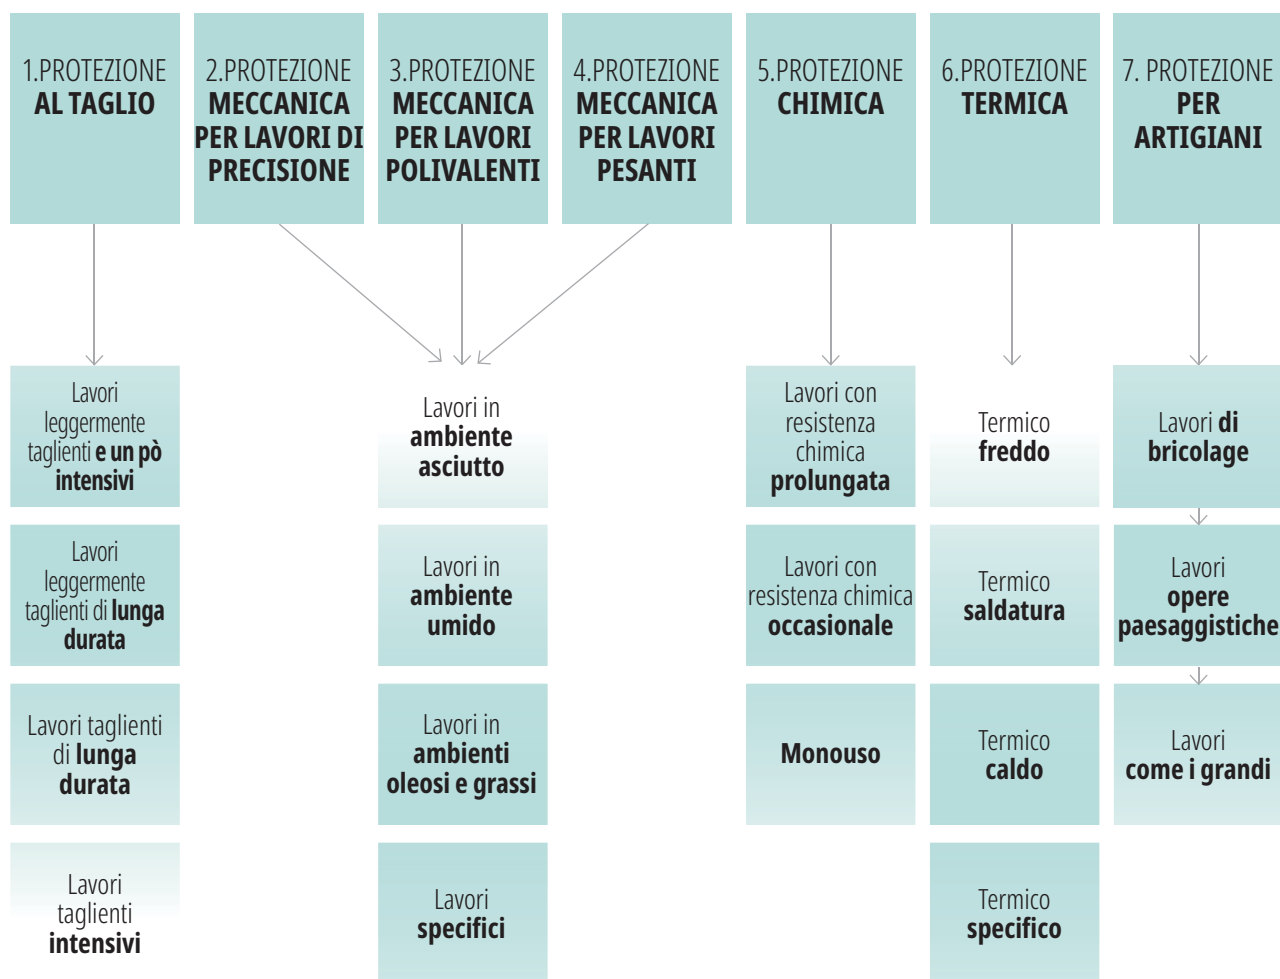 1.PROTEZIONE
AL TAGLIO
2.PROTEZIONE
MECCANICA
PER LAVORI DI
PRECISIONE
3.PROTEZIONE
MECCANICA
PER LAVORI
POLIVALENTI
4.PROTEZIONE
MECCANICA
PER LAVORI
PESANTI
5.PROTEZIONE
CHIMICA
6.PROTEZIONE
TERMICA
7. PROTEZIONE
PER
ARTIGIANI
Lavori
leggermente
taglienti e un pò
intensivi
Lavori in
ambiente
asciutto
Lavori con
resistenza
chimica
prolungata
Termico
freddo
Lavori di
bricolage
Lavori
leggermente
taglienti di lunga
durata
Lavori in
ambiente
umido
Lavori con
resistenza chimica
occasionale
Termico
saldatura
Lavori
opere
paesaggistiche
Lavori taglienti
di lunga
durata
Lavori in
ambienti
oleosi e grassi
Monouso
Termico
caldo
Lavori
come i grandi
Lavori
taglienti
intensivi
Lavori
specifici
Termico
specifico